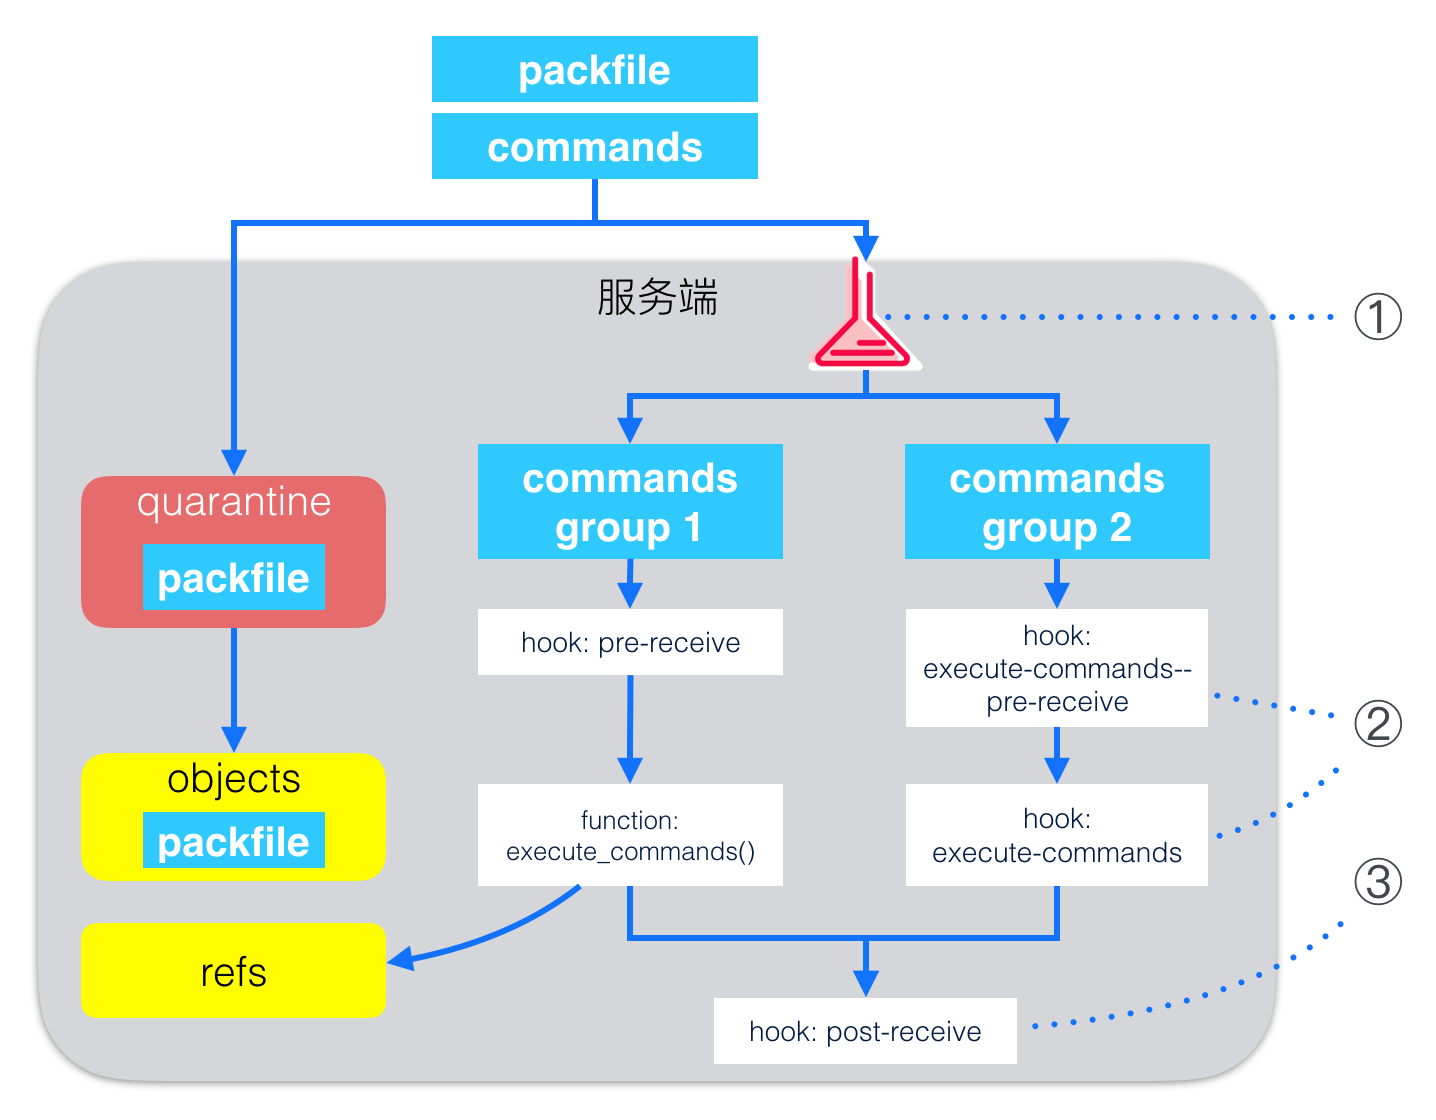 packfile
commands
服务端
①
quarantine
packfile
objects
packfile
refs
commands
group 1
hook: pre-receive
function:
execute_commands()
commands
group 2
hook:
execute-commands--
pre-receive
hook:
execute-commands
②
③
hook: post-receive